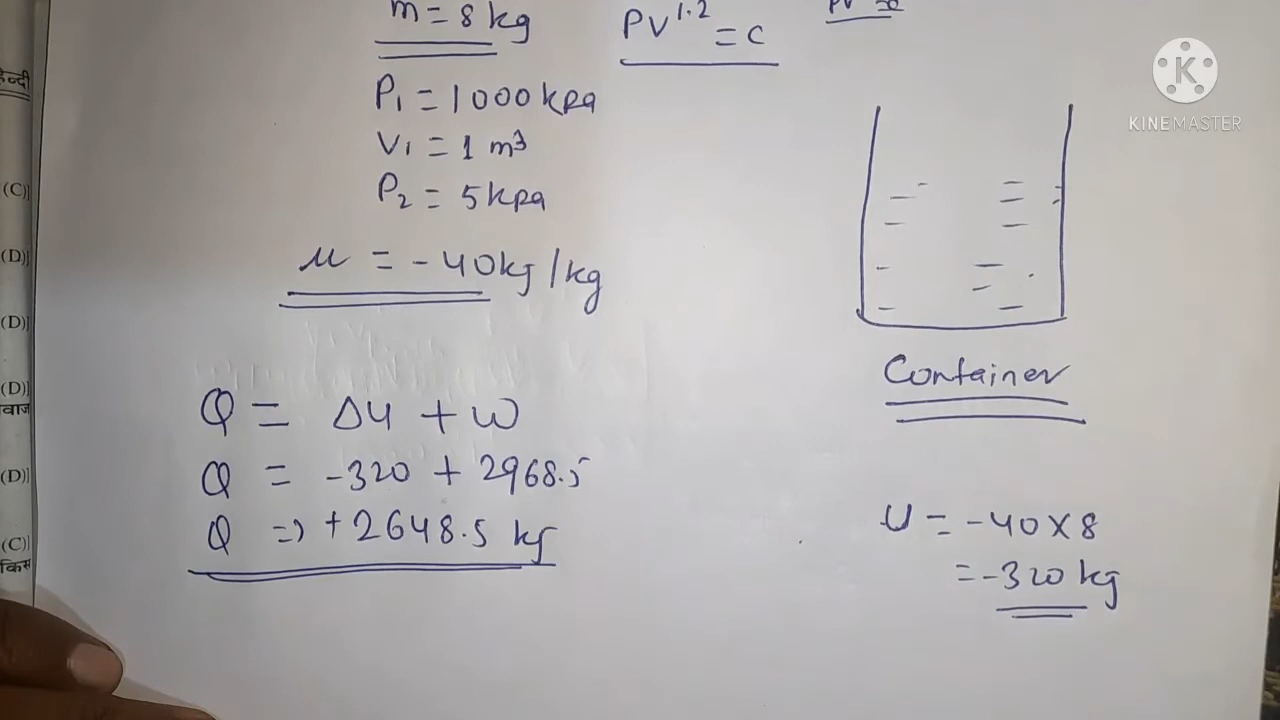 m = 8 kg
PV^1.2 = C
P1 = 1000 kpa
V1 = 1 m³
P2 = 5 kpa
u = -40 kj/kg
Q = Δu + W
Q = -320 + 2968.5
Q => +2648.5 kj
Container
U = -40 × 8
= -320 kj
KINEMASTER
K
हिन्दी
(C)]
(D)]
(D)]
(D)]
वाज
(D)]
(C)]
किस